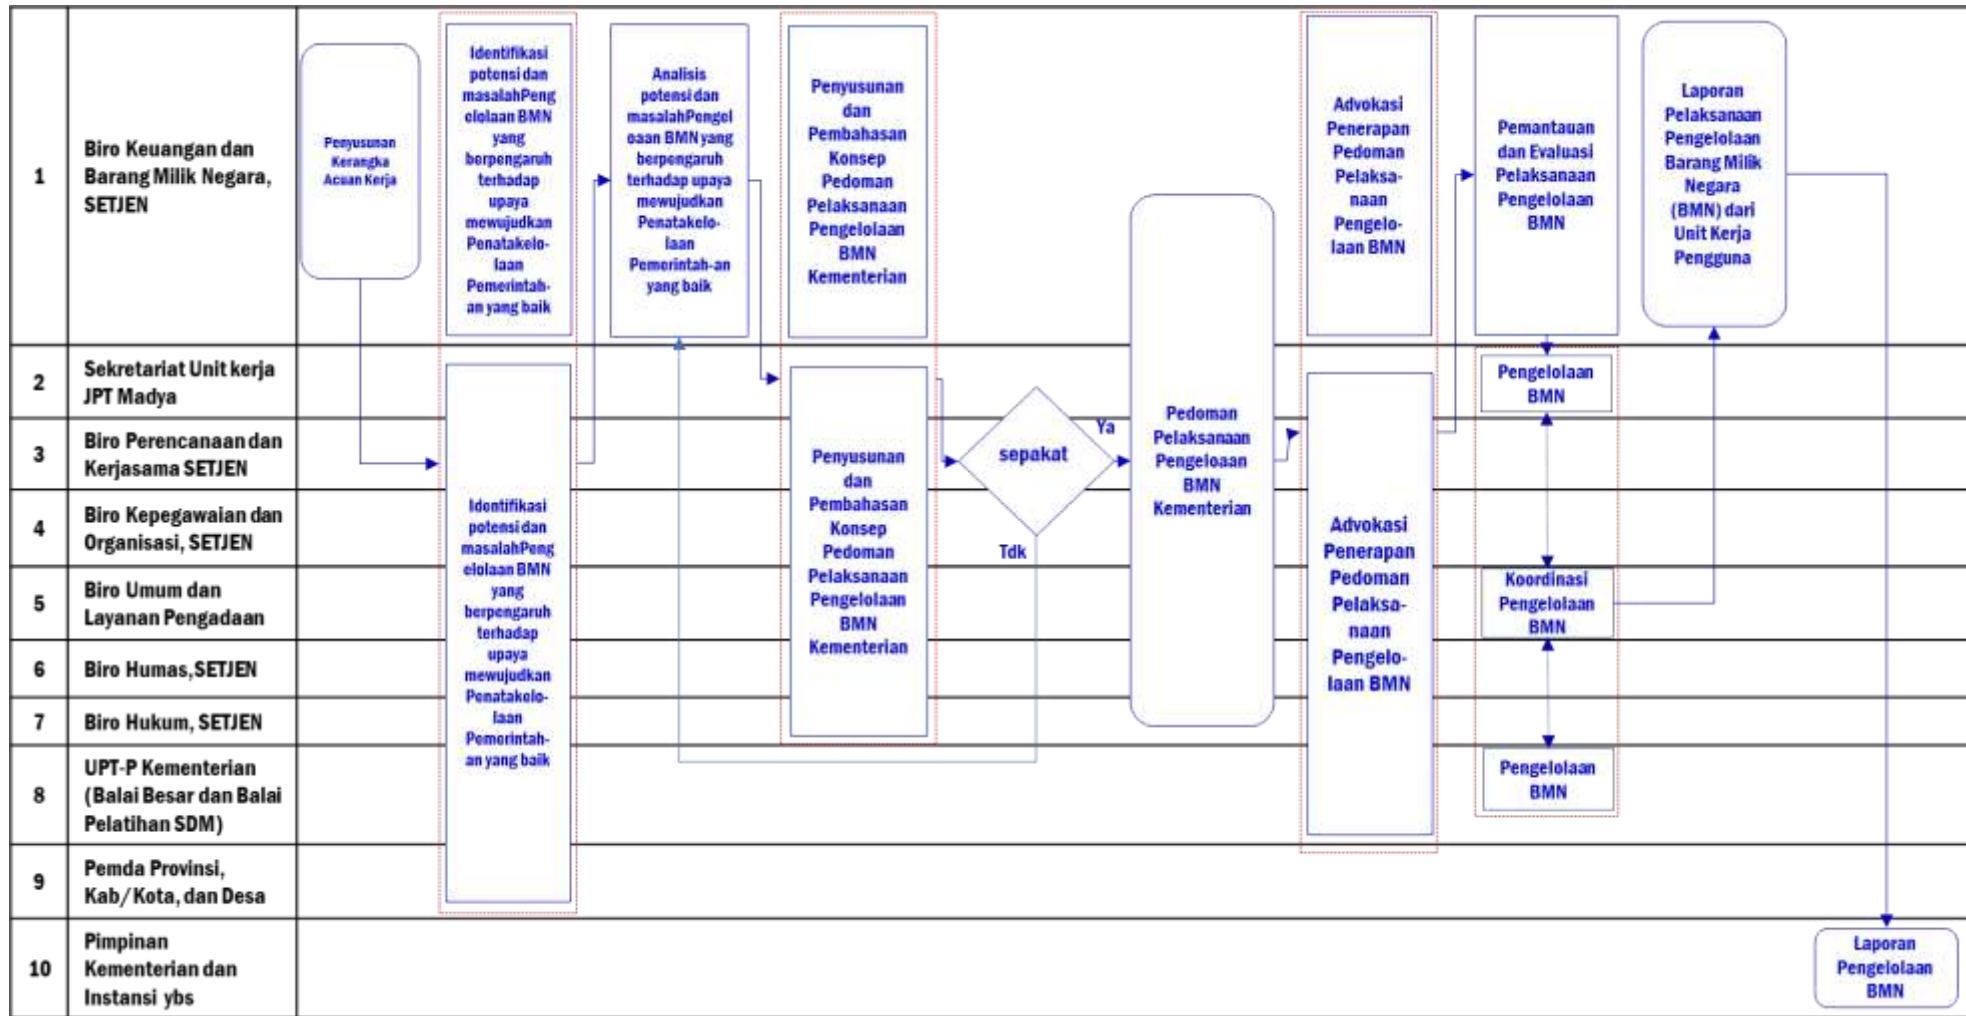 1
Biro Keuangan dan
Barang Milik Negara,
SETJEN
Penyusunan
Kerangka
Acuan Kerja
Identifikasi
potensi dan
masalahPeng
elolaan BMN
yang
berpengaruh
terhadap
upaya
mewujudkan
Penatakelo-
laan
Pemerintah-
an yang baik
Analisis
potensi dan
masalahPengel
oaan BMN yang
berpengaruh
terhadap upaya
mewujudkan
Penatakelo-
laan
Pemerintah-an
yang baik
Penyusunan
dan
Pembahasan
Konsep
Pedoman
Pelaksanaan
Pengelolaan
BMN
Kementerian
Advokasi
Penerapan
Pedoman
Pelaksa-
naan
Pengelo-
laan BMN
Pemantauan
dan Evaluasi
Pelaksanaan
Pengelolaan
BMN
Laporan
Pelaksanaan
Pengelolaan
Barang Milik
Negara
(BMN) dari
Unit Kerja
Pengguna
2
Sekretariat Unit kerja
JPT Madya
Pengelolaan
BMN
3
Biro Perencanaan dan
Kerjasama SETJEN
Identifikasi
potensi dan
masalahPeng
elolaan BMN
yang
berpengaruh
terhadap
upaya
mewujudkan
Penatakelo-
laan
Pemerintah-
an yang baik
Penyusunan
dan
Pembahasan
Konsep
Pedoman
Pelaksanaan
Pengelolaan
BMN
Kementerian
sepakat
Ya
Tdk
Pedoman
Pelaksanaan
Pengeloaan
BMN
Kementerian
Advokasi
Penerapan
Pedoman
Pelaksa-
naan
Pengelo-
laan BMN
4
Biro Kepegawaian dan
Organisasi, SETJEN
5
Biro Umum dan
Layanan Pengadaan
Koordinasi
Pengelolaan
BMN
6
Biro Humas,SETJEN
7
Biro Hukum, SETJEN
8
UPT-P Kementerian
(Balai Besar dan Balai
Pelatihan SDM)
Pengelolaan
BMN
9
Pemda Provinsi,
Kab/Kota, dan Desa
10
Pimpinan
Kementerian dan
Instansi ybs
Laporan
Pengelolaan
BMN